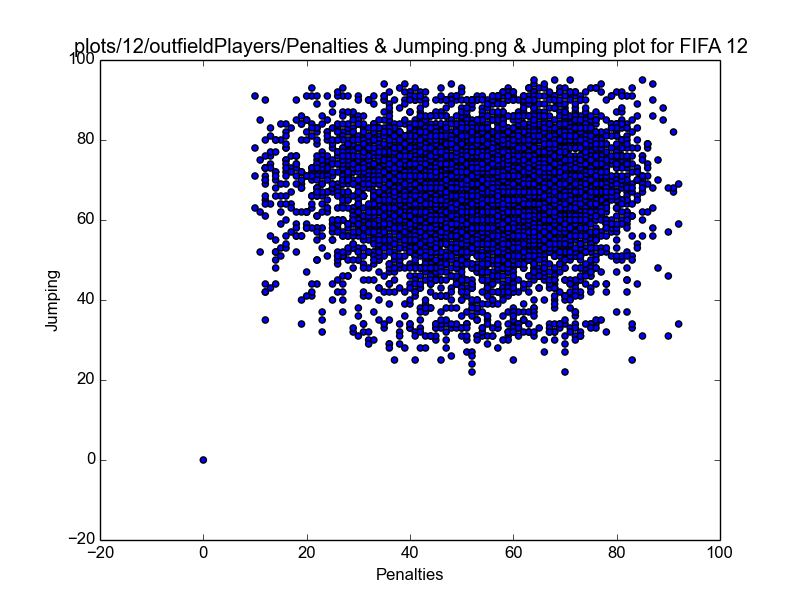 plots/12/outfieldPlayers/Penalties & Jumping.png & Jumping plot for FIFA 12
100
80
60
40
20
0
−20
−20 0 20 40 60 80 100
Jumping
Penalties